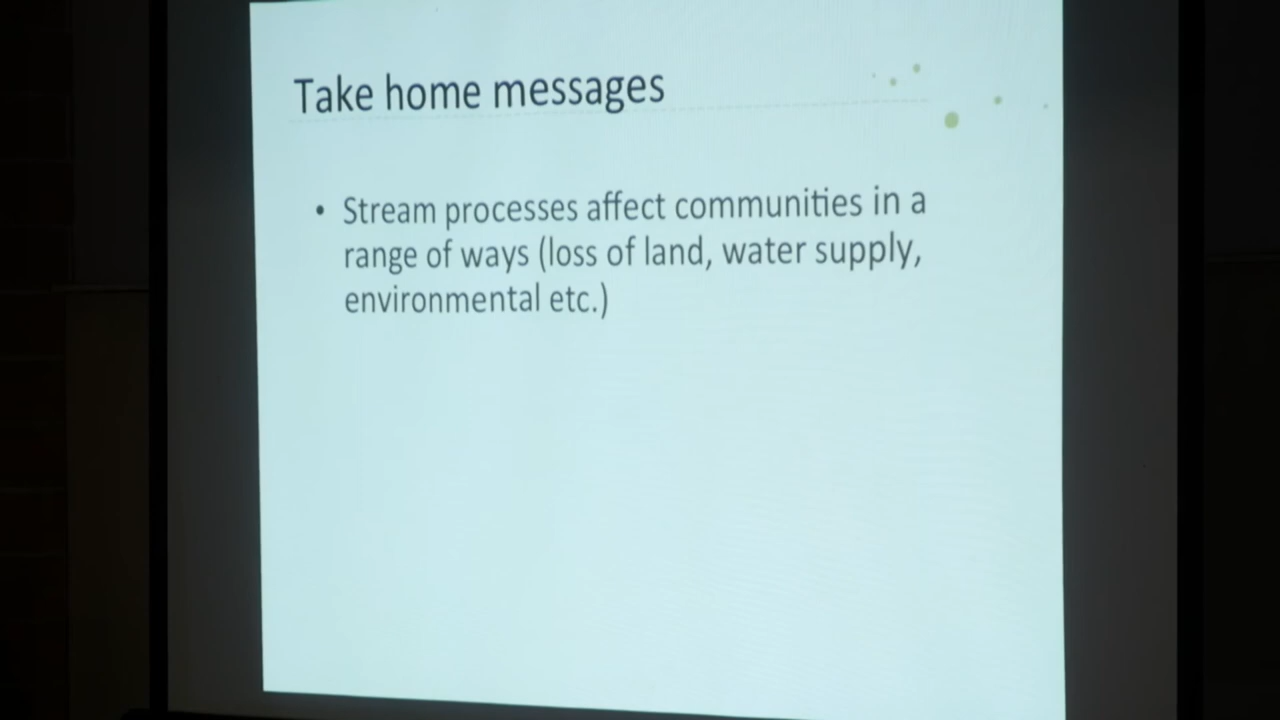 Take home messages
• Stream processes affect communities in a
range of ways (loss of land, water supply,
environmental etc.)